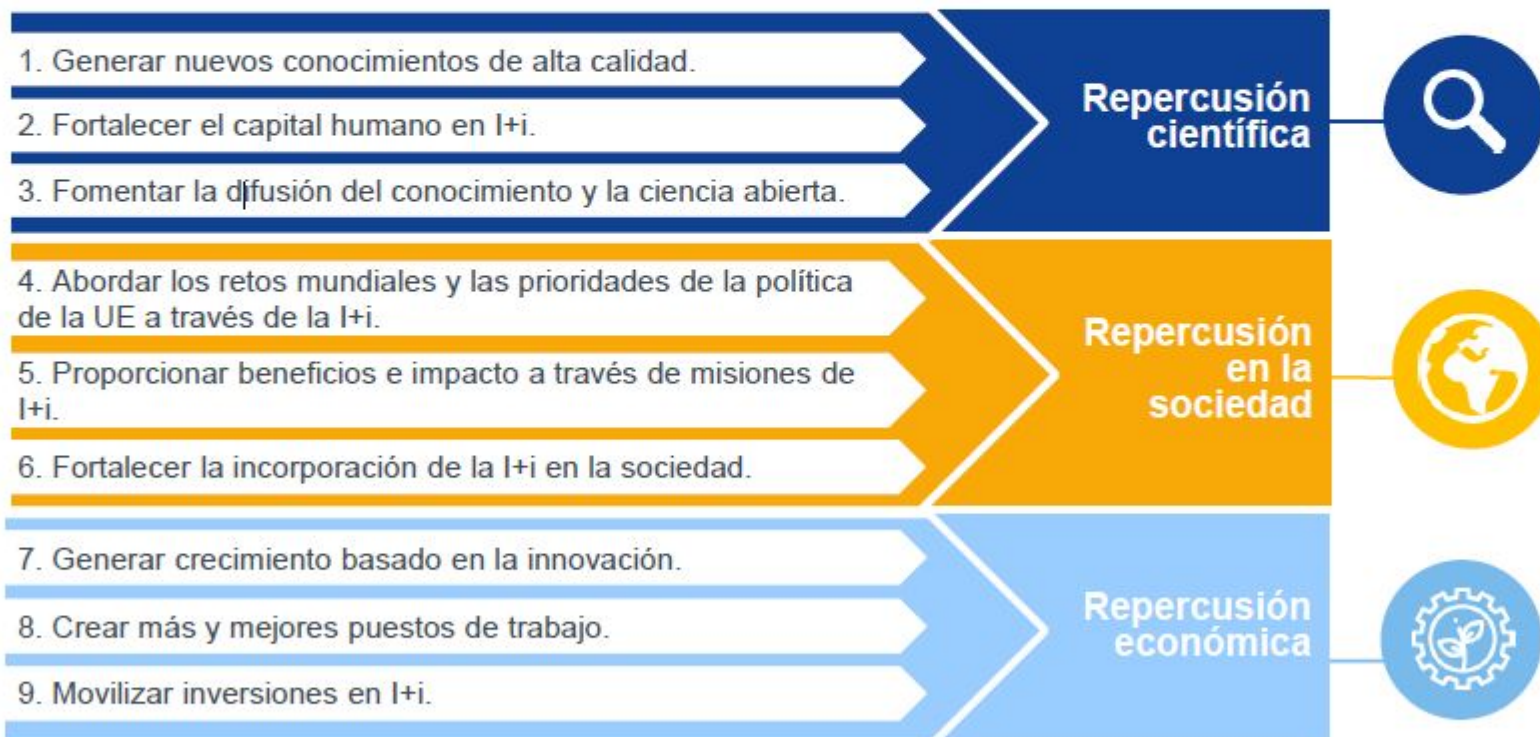 1. Generar nuevos conocimientos de alta calidad.
2. Fortalecer el capital humano en I+i.
3. Fomentar la difusión del conocimiento y la ciencia abierta.
Repercusión
científica
4. Abordar los retos mundiales y las prioridades de la política
de la UE a través de la I+i.
5. Proporcionar beneficios e impacto a través de misiones de
I+i.
6. Fortalecer la incorporación de la I+i en la sociedad.
Repercusión
en la
sociedad
7. Generar crecimiento basado en la innovación.
8. Crear más y mejores puestos de trabajo.
9. Movilizar inversiones en I+i.
Repercusión
económica